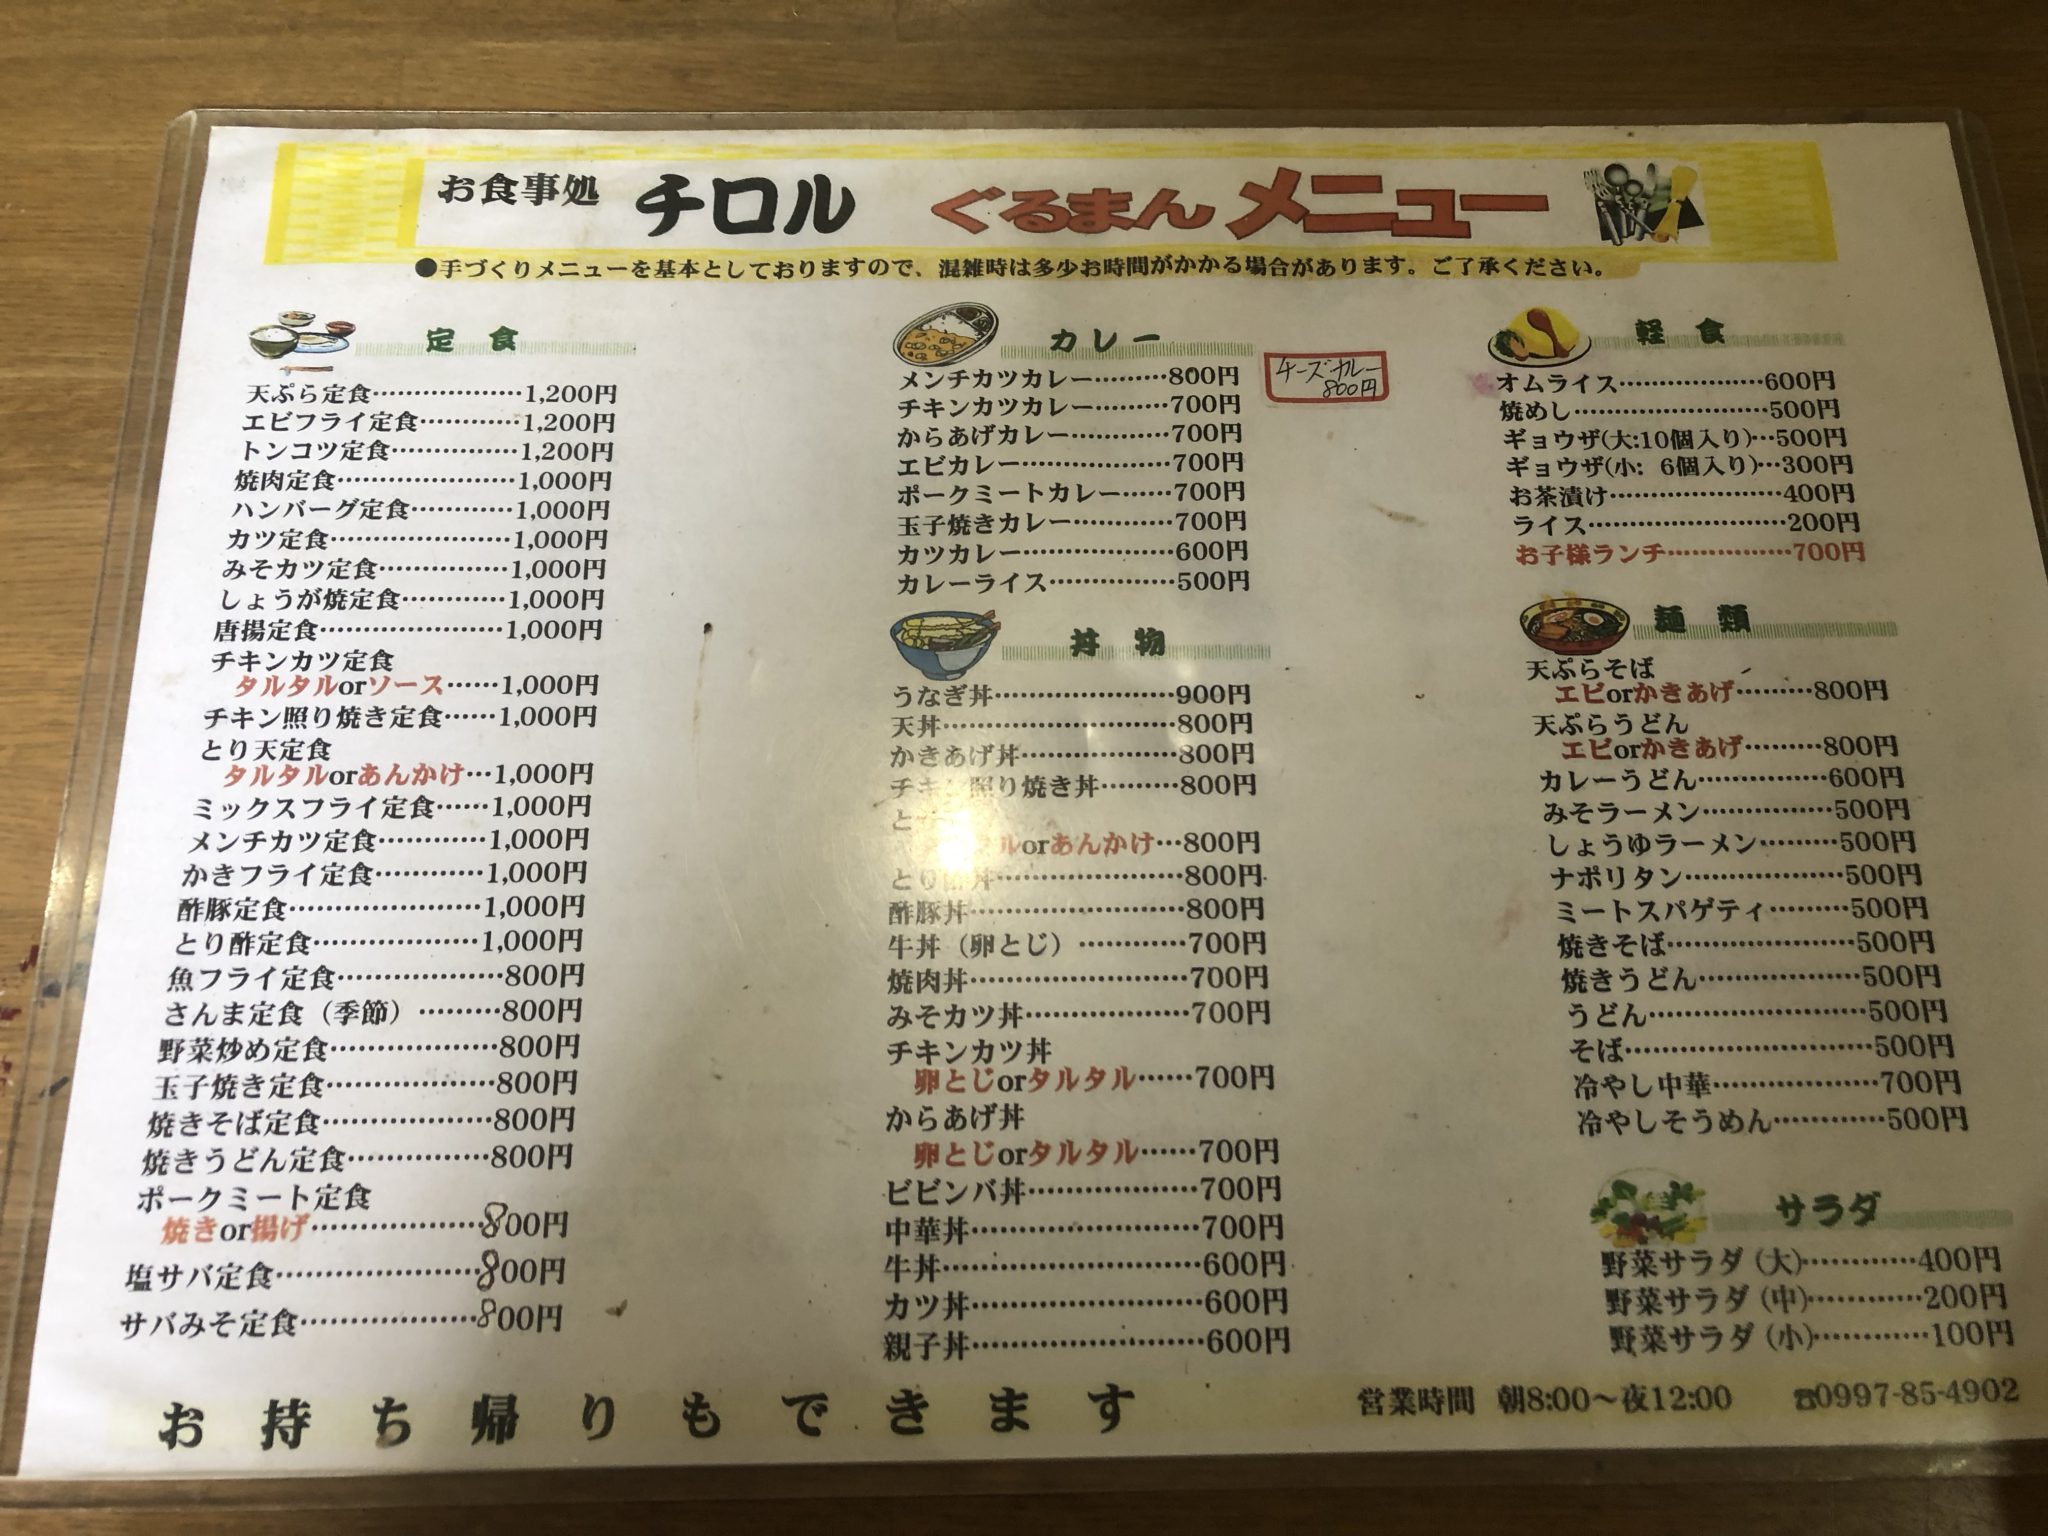 お食事処 チロル ぐるまんメニュー
●手づくりメニューを基本としておりますので、混雑時は多少お時間がかかる場合があります。ご了承ください。
定食
天ぷら定食………………1,200円
エビフライ定食…………1,200円
トンコツ定食……………1,200円
焼肉定食…………………1,000円
ハンバーグ定食…………1,000円
カツ定食…………………1,000円
みそカツ定食……………1,000円
しょうが焼定食…………1,000円
唐揚定食…………………1,000円
チキンカツ定食
タルタルorソース……1,000円
チキン照り焼き定食……1,000円
とり天定食
タルタルorあんかけ…1,000円
ミックスフライ定食……1,000円
メンチカツ定食…………1,000円
かきフライ定食…………1,000円
酢豚定食…………………1,000円
とり酢定食………………1,000円
魚フライ定食………………800円
さんま定食（季節）………800円
野菜炒め定食………………800円
玉子焼き定食………………800円
焼きそば定食………………800円
焼きうどん定食……………800円
ポークミート定食
焼きor揚げ………………800円
塩サバ定食…………………800円
サバみそ定食………………800円
カレー
メンチカツカレー………800円
チキンカツカレー………700円
からあげカレー…………700円
エビカレー………………700円
ポークミートカレー……700円
玉子焼きカレー…………700円
カツカレー………………600円
カレーライス……………500円
チーズカレー
800円
丼物
うなぎ丼…………………900円
天丼………………………800円
かきあげ丼………………800円
チキン照り焼き丼………800円
と
ルorあんかけ…800円
とり酢丼…………………800円
酢豚丼……………………800円
牛丼（卵とじ）…………700円
焼肉丼……………………700円
みそカツ丼………………700円
チキンカツ丼
卵とじorタルタル……700円
からあげ丼
卵とじorタルタル……700円
ビビンバ丼………………700円
中華丼……………………700円
牛丼………………………600円
カツ丼……………………600円
親子丼……………………600円
軽食
オムライス………………600円
焼めし……………………500円
ギョウザ(大:10個入り)…500円
ギョウザ(小: 6個入り)…300円
お茶漬け…………………400円
ライス……………………200円
お子様ランチ……………700円
麺類
天ぷらそば
エビorかきあげ………800円
天ぷらうどん
エビorかきあげ………800円
カレーうどん……………600円
みそラーメン……………500円
しょうゆラーメン………500円
ナポリタン………………500円
ミートスパゲティ………500円
焼きそば…………………500円
焼きうどん………………500円
うどん……………………500円
そば………………………500円
冷やし中華………………700円
冷やしそうめん…………500円
サラダ
野菜サラダ（大）…………400円
野菜サラダ（中）…………200円
野菜サラダ（小）…………100円
お持ち帰りもできます
営業時間 朝8:00～夜12:00 ☎0997-85-4902